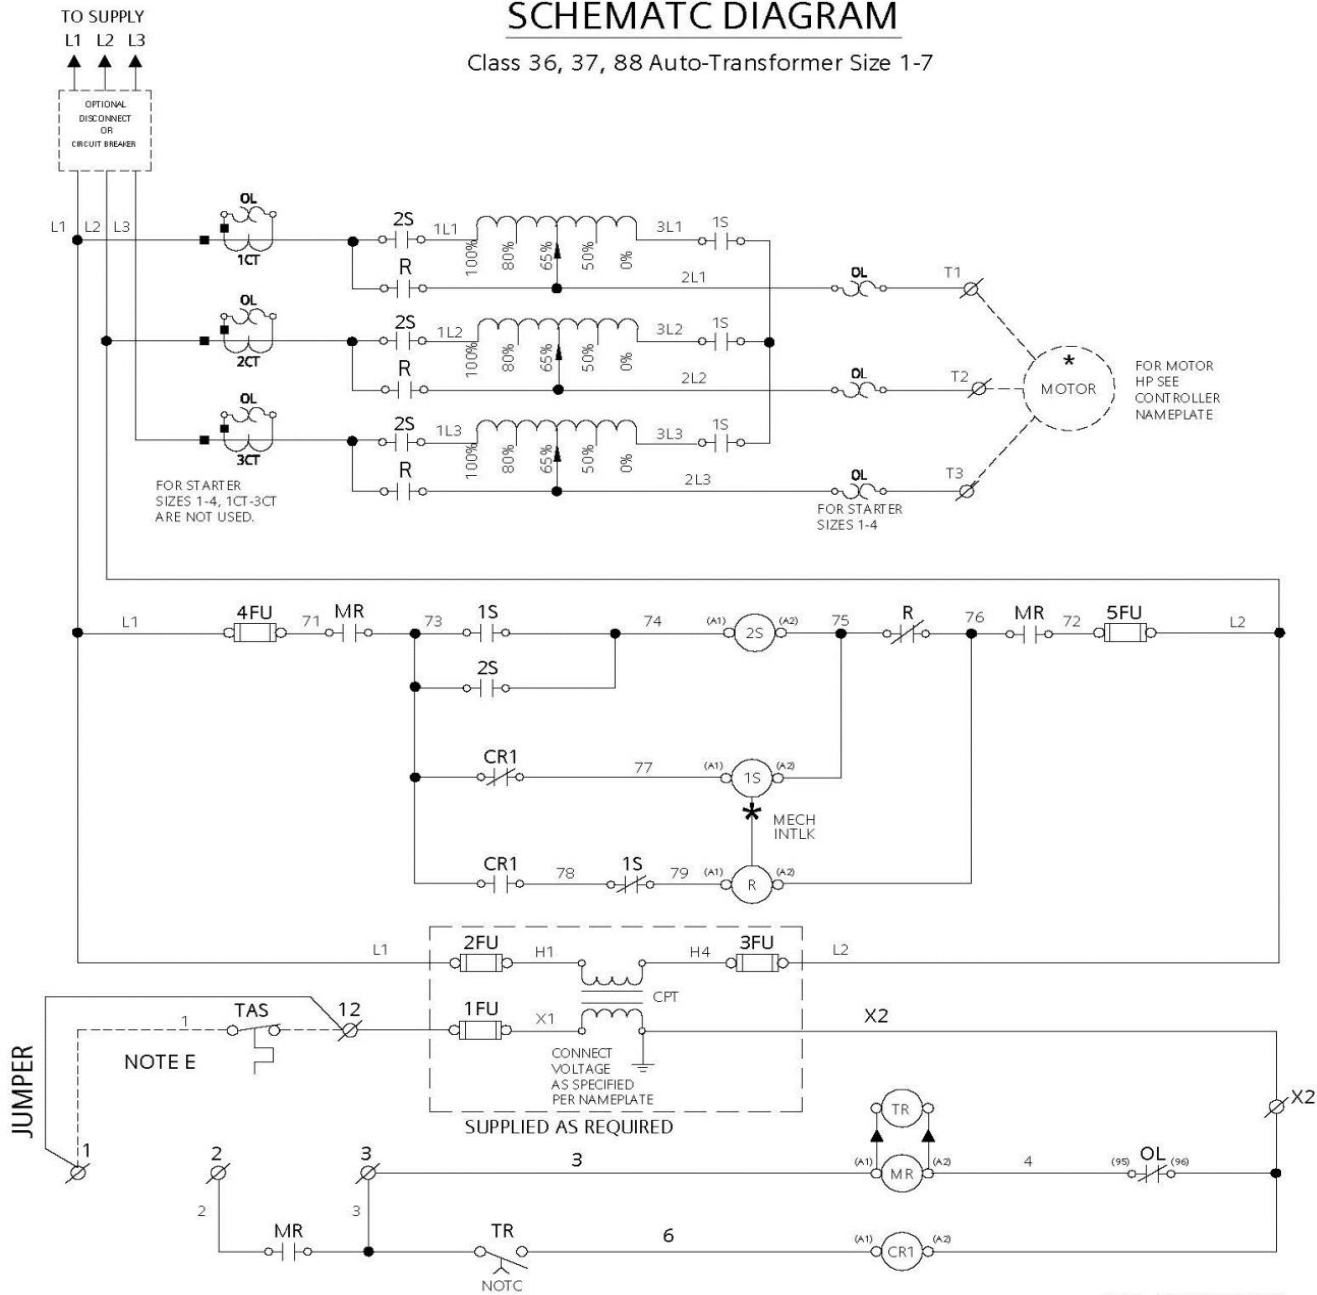 SCHEMATC DIAGRAM
Class 36, 37, 88 Auto-Transformer Size 1-7
TO SUPPLY
L1 L2 L3
OPTIONAL
DISCONNECT
OR
CIRCUIT BREAKER
L1 L2 L3
OL
1CT
2S
1L1
100%
80%
65%
50%
0%
3L1
1S
R
2L1
OL
T1
OL
2CT
2S
1L2
100%
80%
65%
50%
0%
3L2
1S
R
2L2
OL
T2
*
MOTOR
FOR MOTOR
HP SEE
CONTROLLER
NAMEPLATE
OL
3CT
2S
1L3
100%
80%
65%
50%
0%
3L3
1S
R
2L3
OL
T3
FOR STARTER
SIZES 1-4, 1CT-3CT
ARE NOT USED.
FOR STARTER
SIZES 1-4
L1
4FU
71
MR
73
1S
74
(A1)
2S
(A2)
75
R
76
MR
72
5FU
L2
2S
CR1
77
(A1)
1S
(A2)
*
MECH
INTLK
CR1
78
1S
79
(A1)
R
(A2)
L1
2FU
H1
H4
3FU
L2
CPT
JUMPER
1
TAS
12
1FU
X1
X2
NOTE E
CONNECT
VOLTAGE
AS SPECIFIED
PER NAMEPLATE
SUPPLIED AS REQUIRED
TR
X2
1
2
3
3
(A1)
MR
(A2)
4
(95)
OL
(96)
2
MR
3
TR
NOTC
6
(A1)
CR1
(A2)